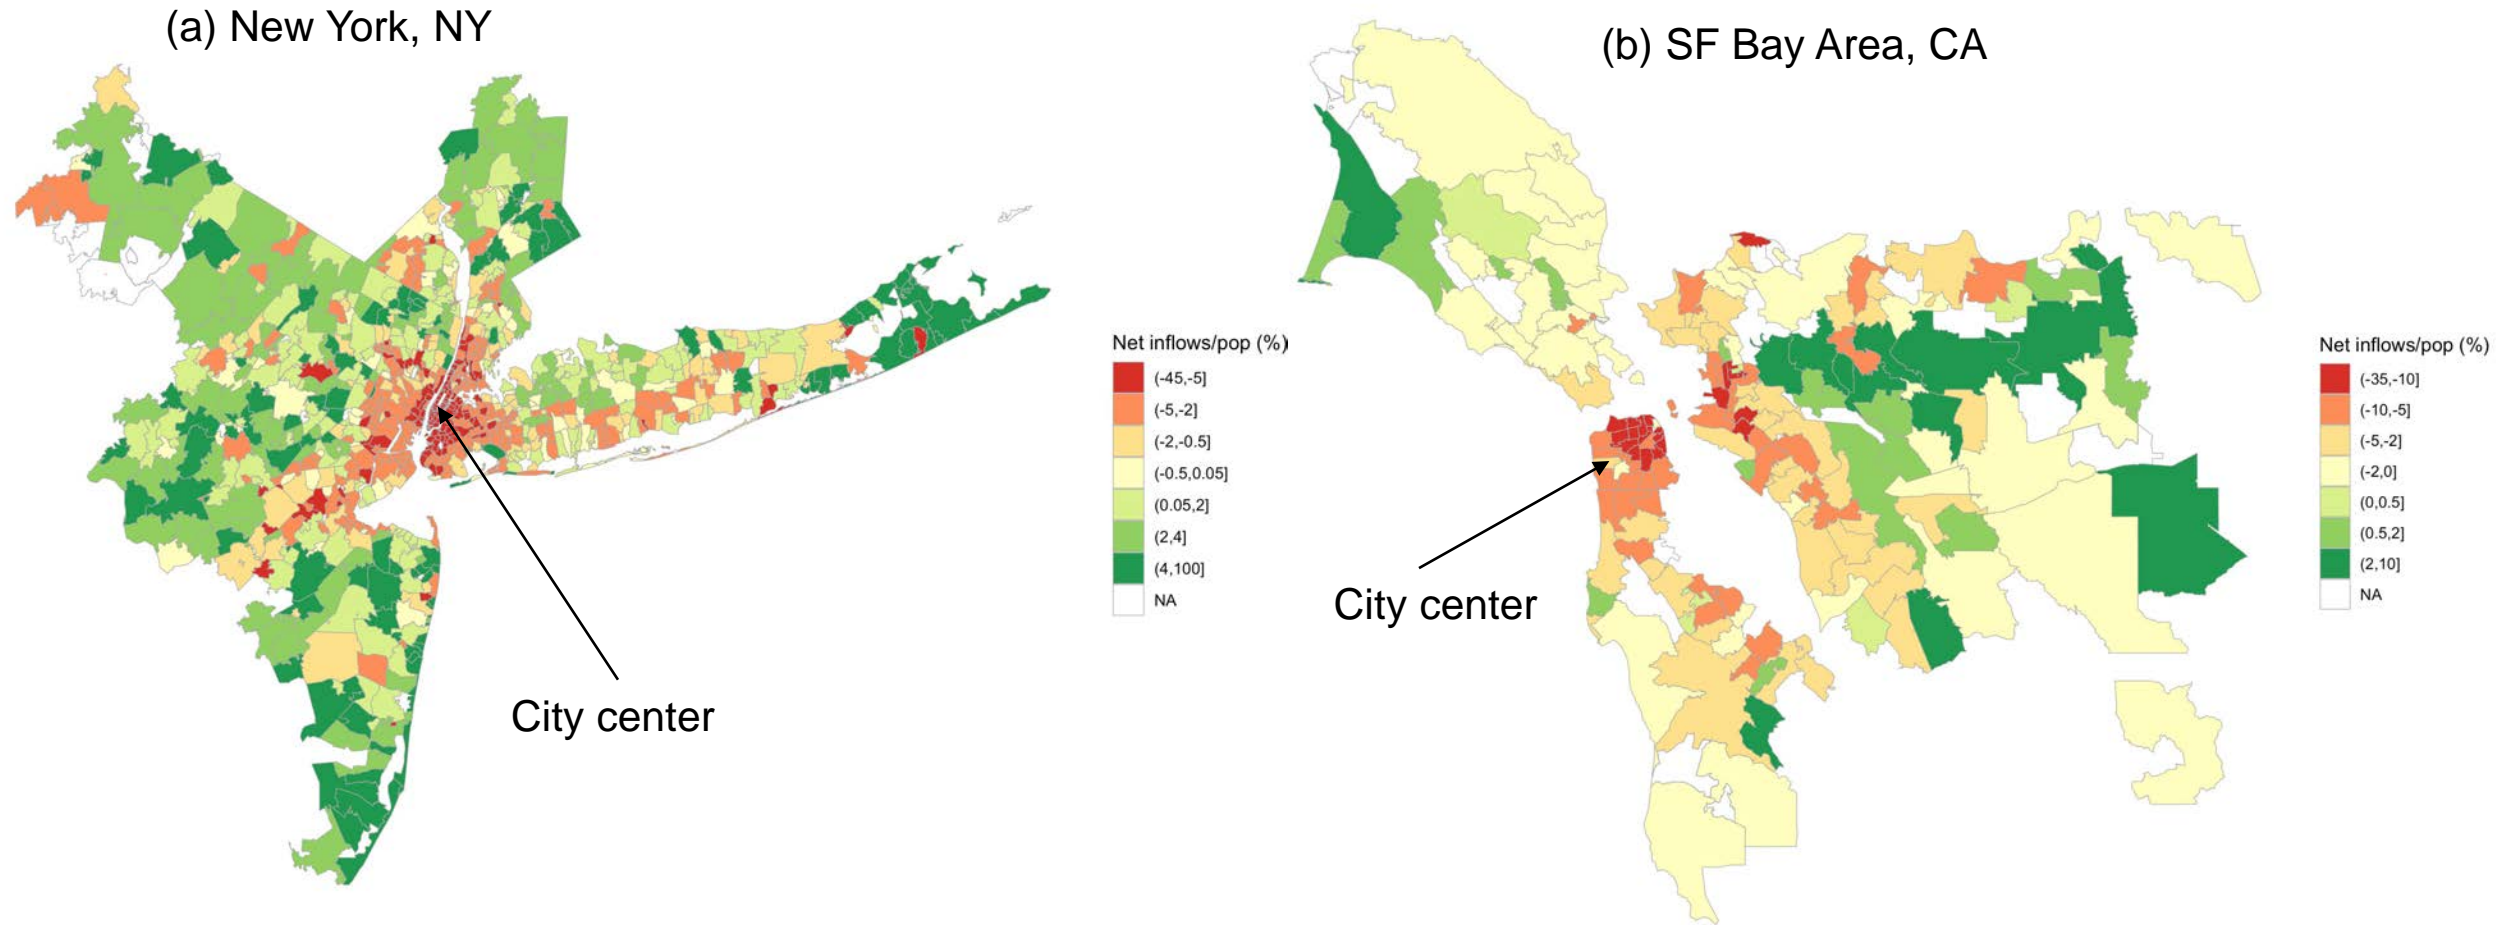 (a) New York, NY
(b) SF Bay Area, CA
Net inflows/pop (%)
(-45,-5]
(-5,-2]
(-2,-0.5]
(-0.5,0.05]
(0.05,2]
(2,4]
(4,100]
NA
City center
Net inflows/pop (%)
(-35,-10]
(-10,-5]
(-5,-2]
(-2,0]
(0,0.5]
(0.5,2]
(2,10]
NA
City center